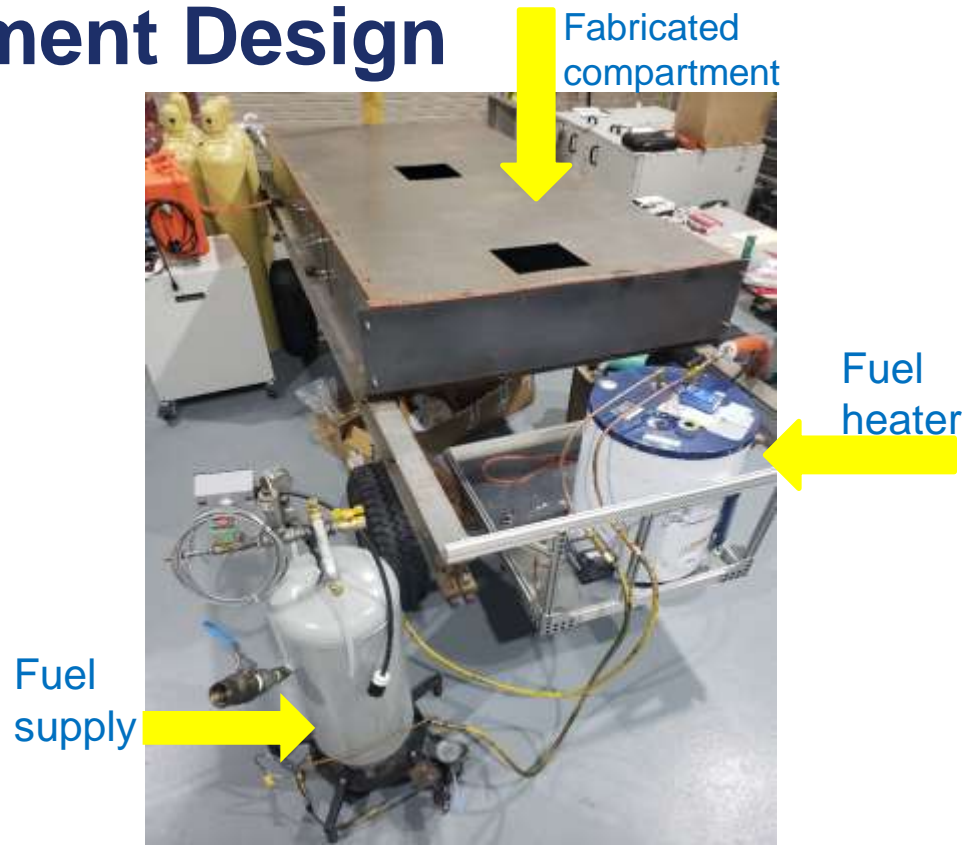 ment Design
Fabricated
compartment
Fuel
heater
Fuel
supply